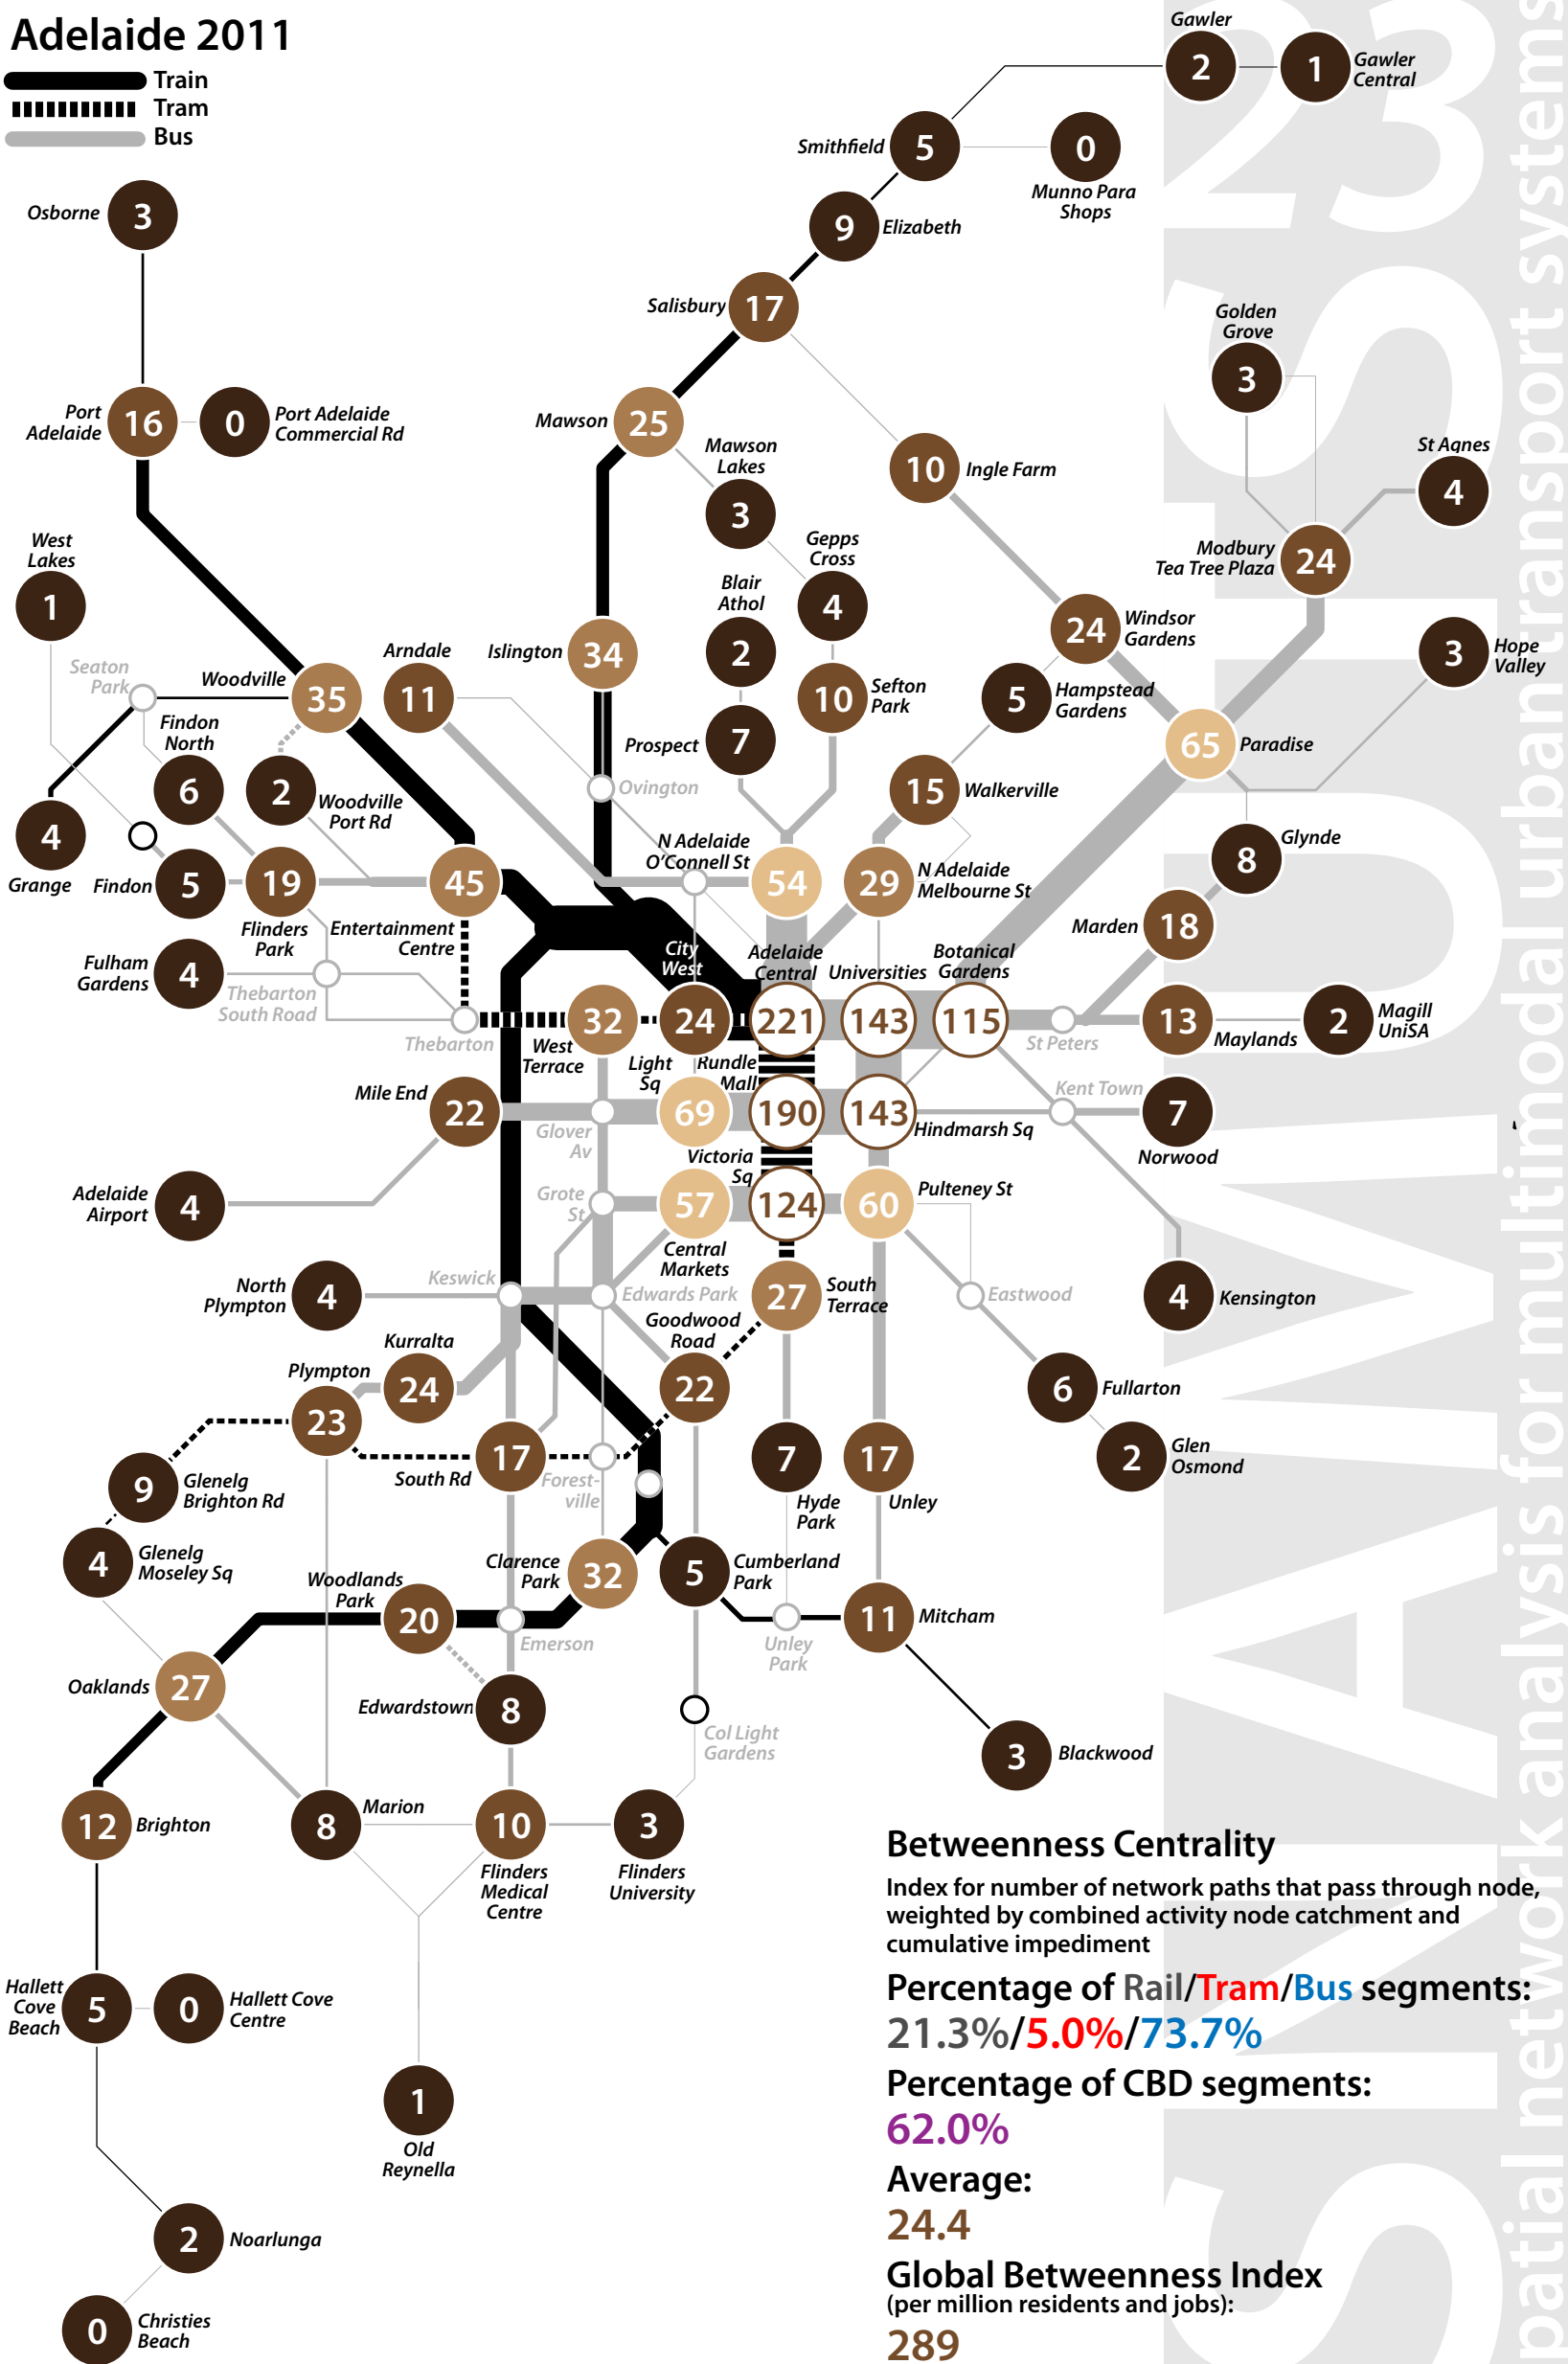 Adelaide 2011
Train
Tram
Bus
Gawler
2
1
Gawler
Central
Smithfield
5
0
Munno Para
Shops
Osborne
3
9
Elizabeth
Salisbury
17
Golden
Grove
3
Port
Adelaide
16
0
Port Adelaide
Commercial Rd
Mawson
25
Mawson
Lakes
3
10
Ingle Farm
St Agnes
4
West
Lakes
1
Gepps
Cross
4
Blair
Athol
2
Modbury
Tea Tree Plaza
24
Windsor
Gardens
24
Hope
Valley
3
Seaton
Park
Woodville
35
Arndale
11
Islington
34
10
Sefton
Park
5
Hampstead
Gardens
65
Paradise
Findon
North
6
2
Woodville
Port Rd
Prospect
7
Ovington
15
Walkerville
Grange
4
Findon
5
19
Flinders
Park
45
Entertainment
Centre
N Adelaide
O'Connell St
54
29
N Adelaide
Melbourne St
8
Glynde
Marden
18
Fulham
Gardens
4
Thebarton
South Road
Thebarton
32
West
Terrace
City
West
24
Adelaide
Central
221
Universities
143
Botanical
Gardens
115
St Peters
13
Maylands
2
Magill
UniSA
Mile End
22
Glover
Av
Light
Sq
69
Rundle
Mall
190
143
Hindmarsh Sq
Kent Town
7
Norwood
Adelaide
Airport
4
Grote
St
57
Central
Markets
Victoria
Sq
124
60
Pulteney St
North
Plympton
4
Keswick
Edwards Park
27
South
Terrace
Eastwood
4
Kensington
Kurralta
24
Plympton
23
Goodwood
Road
22
6
Fullarton
9
Glenelg
Brighton Rd
South Rd
17
Forest-
ville
7
Hyde
Park
17
Unley
2
Glen
Osmond
4
Glenelg
Moseley Sq
Woodlands
Park
20
Clarence
Park
32
5
Cumberland
Park
Emerson
Unley
Park
11
Mitcham
Oaklands
27
Edwardstown
8
Col Light
Gardens
3
Blackwood
12
Brighton
8
Marion
10
Flinders
Medical
Centre
3
Flinders
University
Hallett
Cove
Beach
5
0
Hallett Cove
Centre
1
Old
Reynella
2
Noarlunga
0
Christies
Beach
Betweenness Centrality
Index for number of network paths that pass through node,
weighted by combined activity node catchment and
cumulative impediment
Percentage of Rail/Tram/Bus segments:
21.3%/5.0%/73.7%
Percentage of CBD segments:
62.0%
Average:
24.4
Global Betweenness Index
(per million residents and jobs):
289
SNAMUTS 23
patial network analysis for multimodal urban transport systems